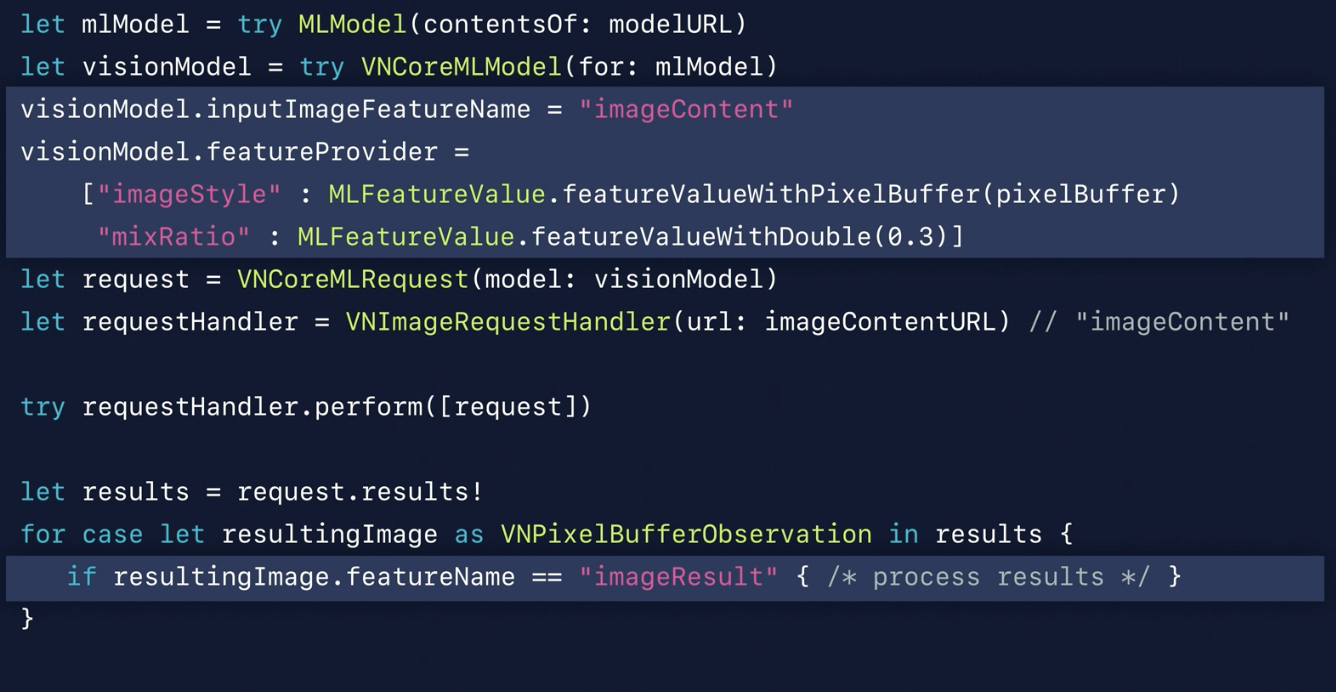 let mlModel = try MLModel(contentsOf: modelURL)
let visionModel = try VNCoreMLModel(for: mlModel)
visionModel.inputImageFeatureName = "imageContent"
visionModel.featureProvider =
    ["imageStyle" : MLFeatureValue.featureValueWithPixelBuffer(pixelBuffer)
     "mixRatio" : MLFeatureValue.featureValueWithDouble(0.3)]
let request = VNCoreMLRequest(model: visionModel)
let requestHandler = VNImageRequestHandler(url: imageContentURL) // "imageContent"
try requestHandler.perform([request])
let results = request.results!
for case let resultingImage as VNPixelBufferObservation in results {
   if resultingImage.featureName == "imageResult" { /* process results */ }
}